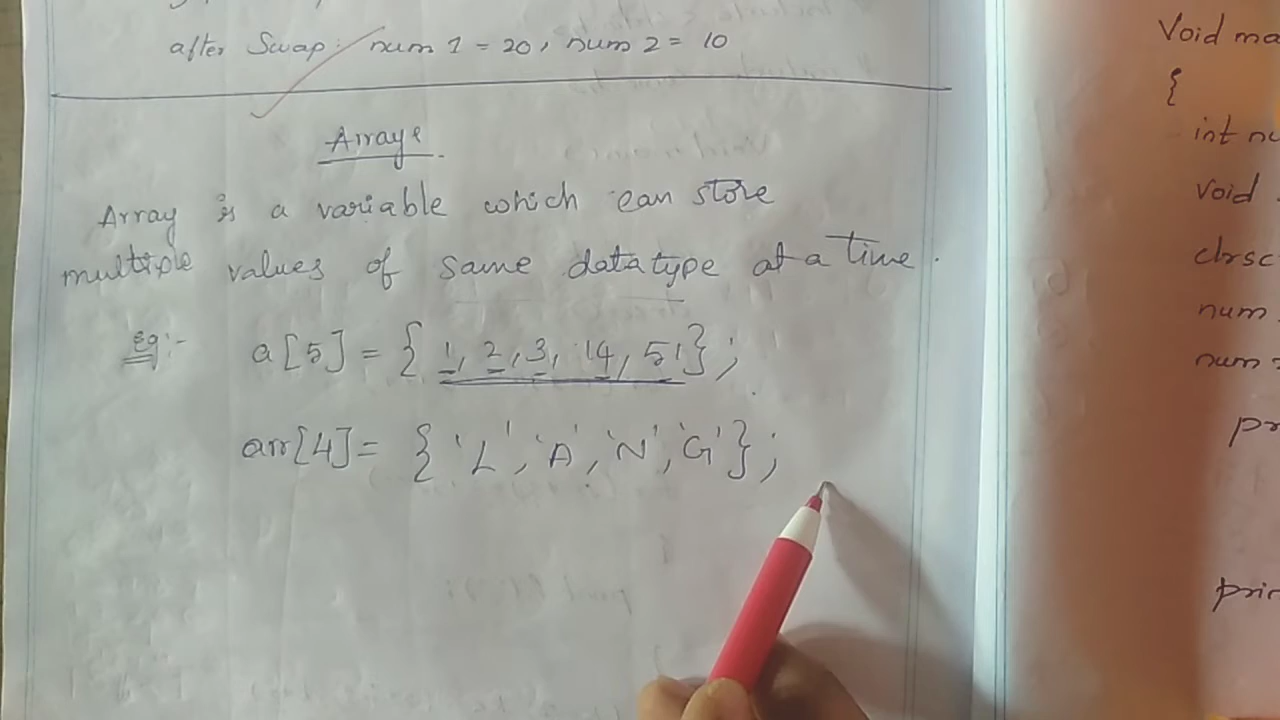 after Swap: num 1 = 20, num 2 = 10
Arrays
Array is a variable which can store
multiple values of same datatype at a time.
Eg:- a[5] = { 1, 2, 3, 14, 51};
arr[4]= { 'L', 'A', 'N', 'G'};
Void ma
{
int nu
void
clrsc
num
num =
pr
prin